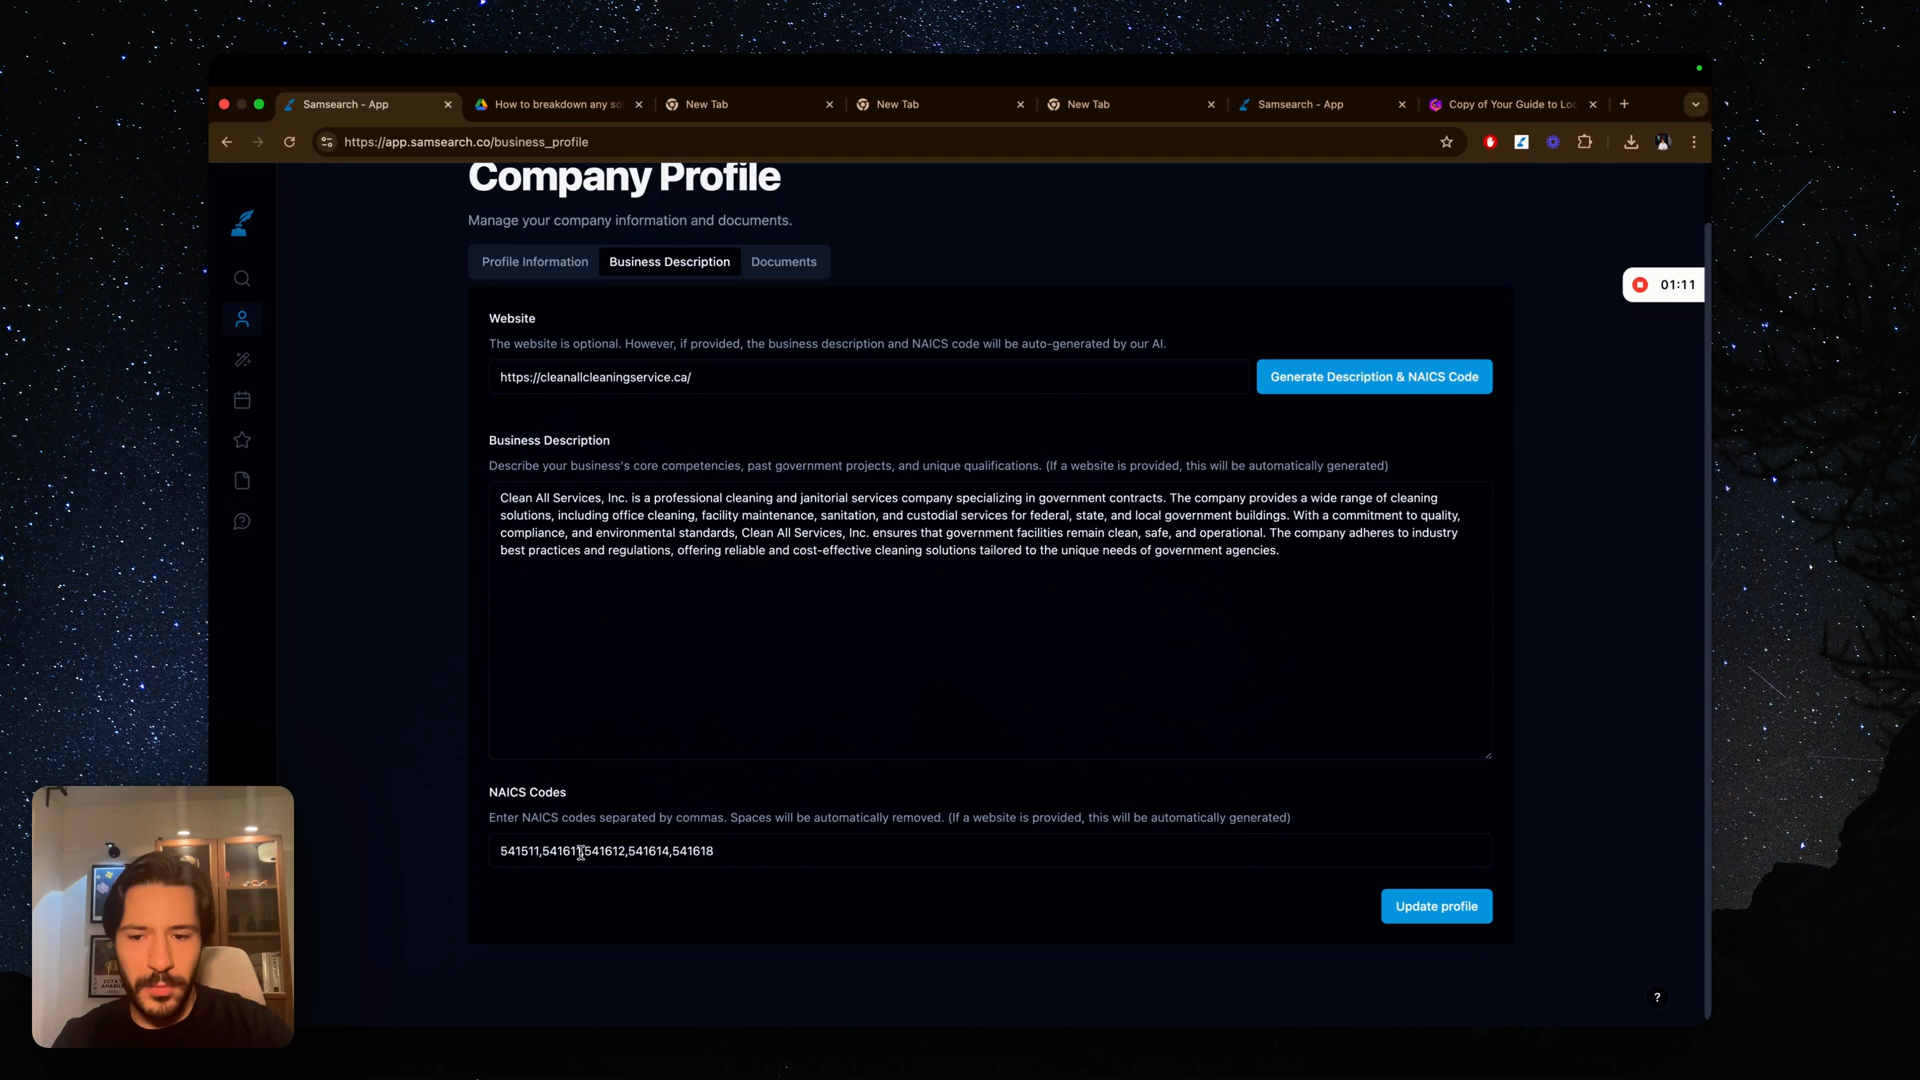 Samsearch - App
How to breakdown any so
New Tab
New Tab
New Tab
Samsearch - App
Copy of Your Guide to Loc
https://app.samsearch.co/business_profile
Company Profile
Manage your company information and documents.
Profile Information
Business Description
Documents
01:11
Website
The website is optional. However, if provided, the business description and NAICS code will be auto-generated by our AI.
https://cleanallcleaningservice.ca/
Generate Description & NAICS Code
Business Description
Describe your business's core competencies, past government projects, and unique qualifications. (If a website is provided, this will be automatically generated)
Clean All Services, Inc. is a professional cleaning and janitorial services company specializing in government contracts. The company provides a wide range of cleaning
solutions, including office cleaning, facility maintenance, sanitation, and custodial services for federal, state, and local government buildings. With a commitment to quality,
compliance, and environmental standards, Clean All Services, Inc. ensures that government facilities remain clean, safe, and operational. The company adheres to industry
best practices and regulations, offering reliable and cost-effective cleaning solutions tailored to the unique needs of government agencies.
NAICS Codes
Enter NAICS codes separated by commas. Spaces will be automatically removed. (If a website is provided, this will be automatically generated)
541511,541611,541612,541614,541618
Update profile
?